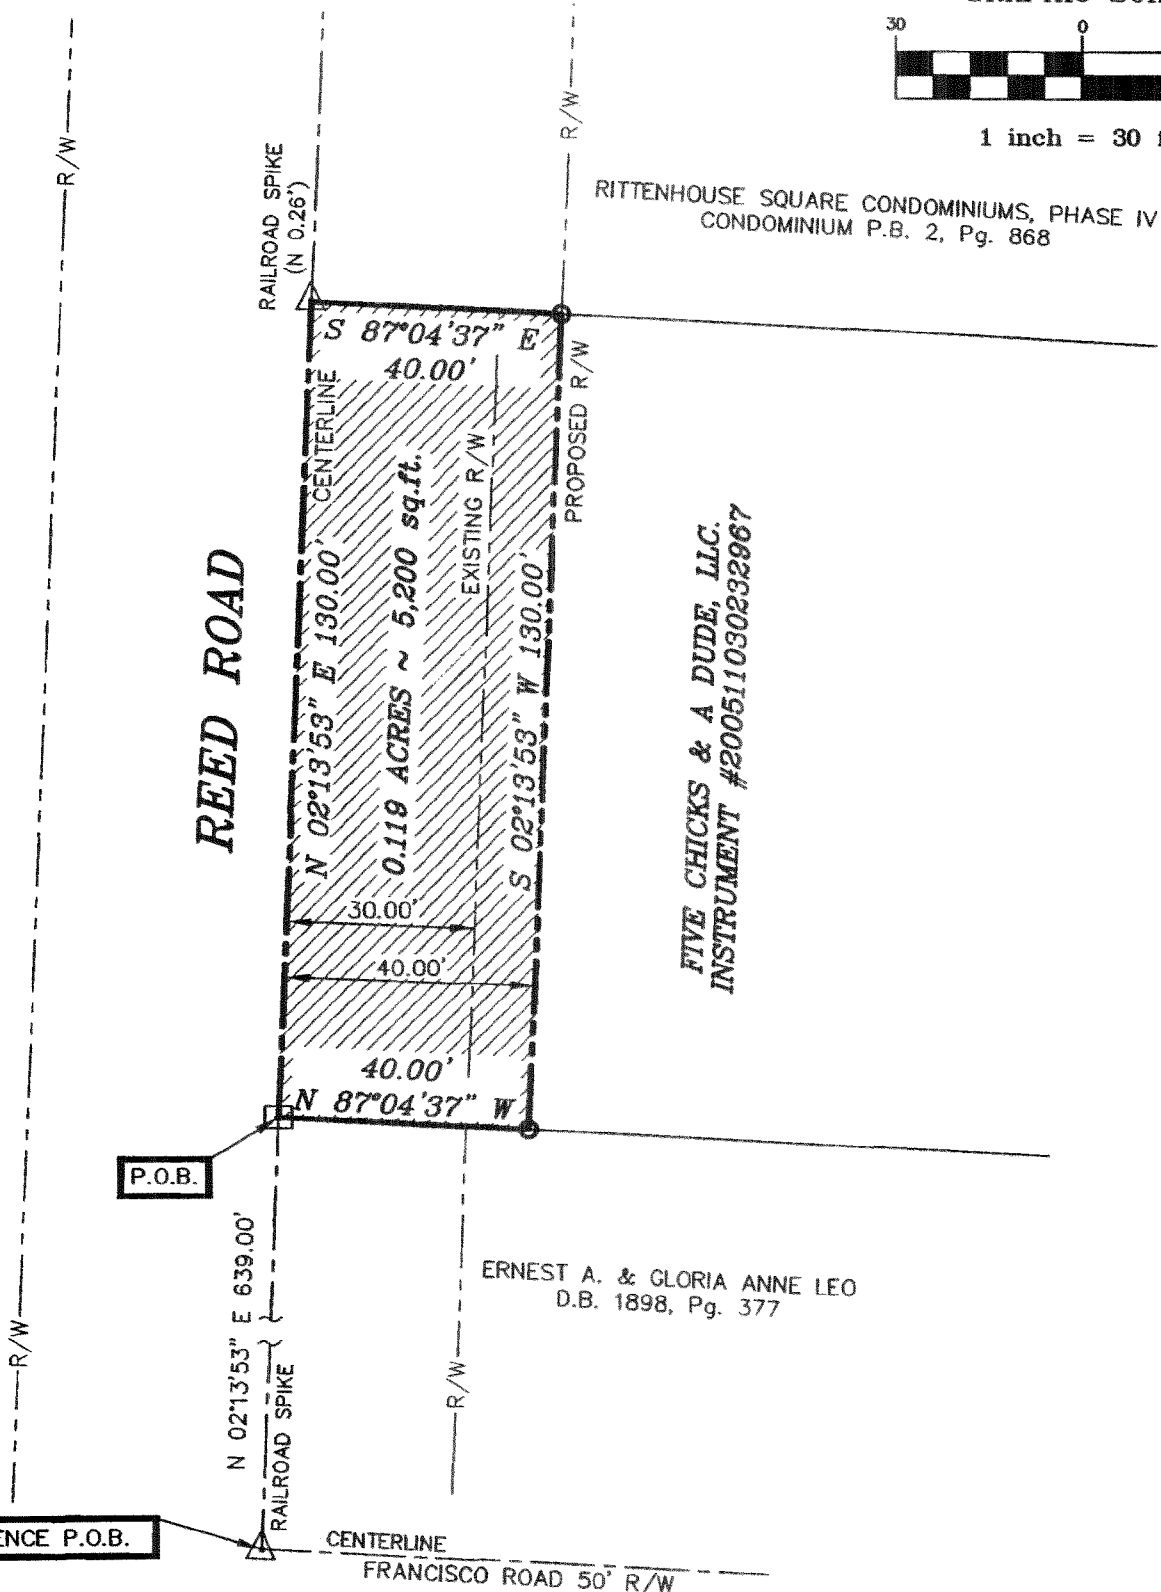 30 0
1 inch = 30
R/W
R/W
RAILROAD SPIKE
(N 0.26')
RITTENHOUSE SQUARE CONDOMINIUMS, PHASE IV
CONDOMINIUM P.B. 2, Pg. 868
S 87°04'37" E
40.00'
CENTERLINE
EXISTING R/W
PROPOSED R/W
REED ROAD
N 02°13'53" E 130.00'
0.119 ACRES ~ 5,200 sq.ft.
S 02°13'53" W 130.00'
FIVE CHICKS & A DUDE, LLC.
INSTRUMENT #200511030232967
30.00'
40.00'
40.00'
N 87°04'37" W
P.O.B.
N 02°13'53" E 639.00'
RAILROAD SPIKE
ERNEST A. & GLORIA ANNE LEO
D.B. 1898, Pg. 377
R/W
R/W
ENCE P.O.B.
CENTERLINE
FRANCISCO ROAD 50' R/W